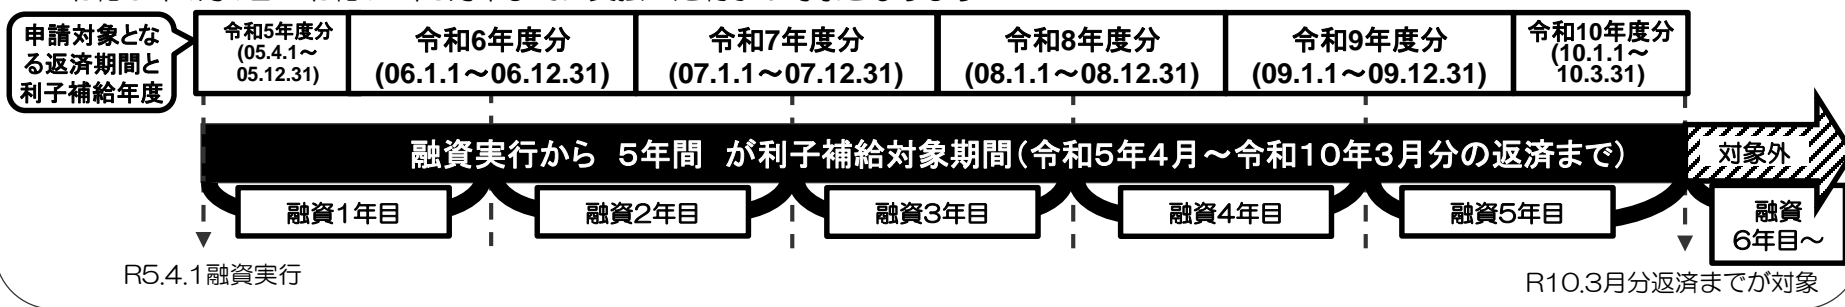 申請対象とな
る返済期間と
利子補給年度
令和5年度分
(05.4.1～
05.12.31)
令和6年度分
(06.1.1～06.12.31)
令和7年度分
(07.1.1～07.12.31)
令和8年度分
(08.1.1～08.12.31)
令和9年度分
(09.1.1～09.12.31)
令和10年度分
(10.1.1～
10.3.31)
融資実行から 5年間 が利子補給対象期間(令和5年4月～令和10年3月分の返済まで)
対象外
融資1年目
融資2年目
融資3年目
融資4年目
融資5年目
融資
6年目～
R5.4.1融資実行
R10.3月分返済までが対象